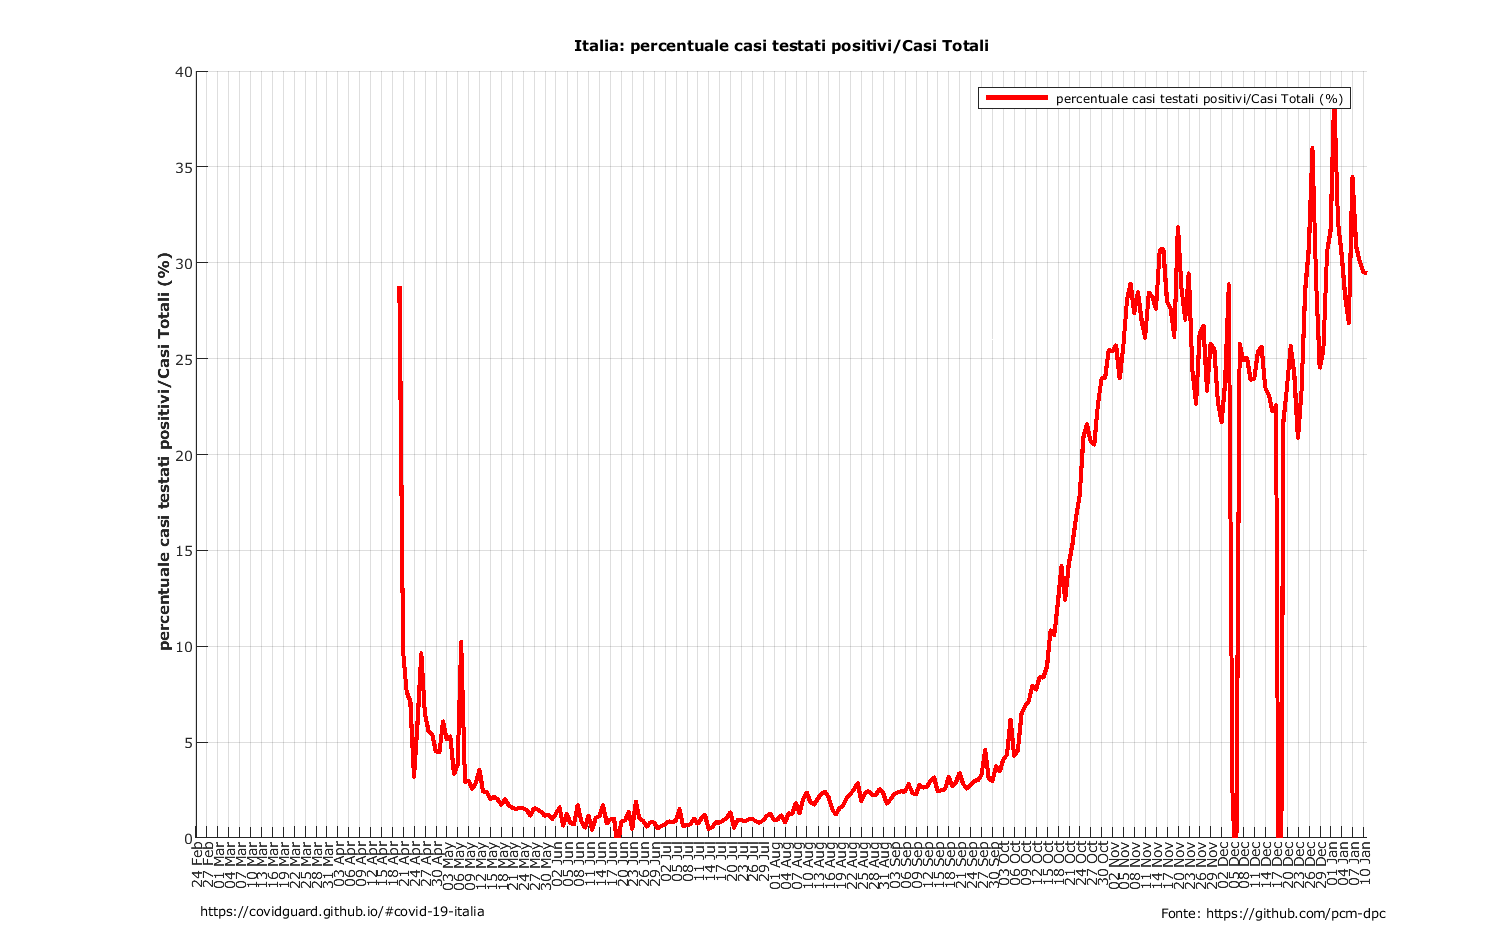 Italia: percentuale casi testati positivi/Casi Totali
percentuale casi testati positivi/Casi Totali (%)
percentuale casi testati positivi/Casi Totali (%)
40
35
30
25
20
15
10
5
0
24 Feb
27 Feb
01 Mar
04 Mar
07 Mar
10 Mar
13 Mar
16 Mar
19 Mar
22 Mar
25 Mar
28 Mar
31 Mar
03 Apr
06 Apr
09 Apr
12 Apr
15 Apr
18 Apr
21 Apr
24 Apr
27 Apr
30 Apr
03 May
06 May
09 May
12 May
15 May
18 May
21 May
24 May
27 May
30 May
02 Jun
05 Jun
08 Jun
11 Jun
14 Jun
17 Jun
20 Jun
23 Jun
26 Jun
29 Jun
02 Jul
05 Jul
08 Jul
11 Jul
14 Jul
17 Jul
20 Jul
23 Jul
26 Jul
29 Jul
01 Aug
04 Aug
07 Aug
10 Aug
13 Aug
16 Aug
19 Aug
22 Aug
25 Aug
28 Aug
31 Aug
03 Sep
06 Sep
09 Sep
12 Sep
15 Sep
18 Sep
21 Sep
24 Sep
27 Sep
30 Sep
03 Oct
06 Oct
09 Oct
12 Oct
15 Oct
18 Oct
21 Oct
24 Oct
27 Oct
30 Oct
02 Nov
05 Nov
08 Nov
11 Nov
14 Nov
17 Nov
20 Nov
23 Nov
26 Nov
29 Nov
02 Dec
05 Dec
08 Dec
11 Dec
14 Dec
17 Dec
20 Dec
23 Dec
26 Dec
29 Dec
01 Jan
04 Jan
07 Jan
10 Jan
https://covidguard.github.io/#covid-19-italia
Fonte: https://github.com/pcm-dpc